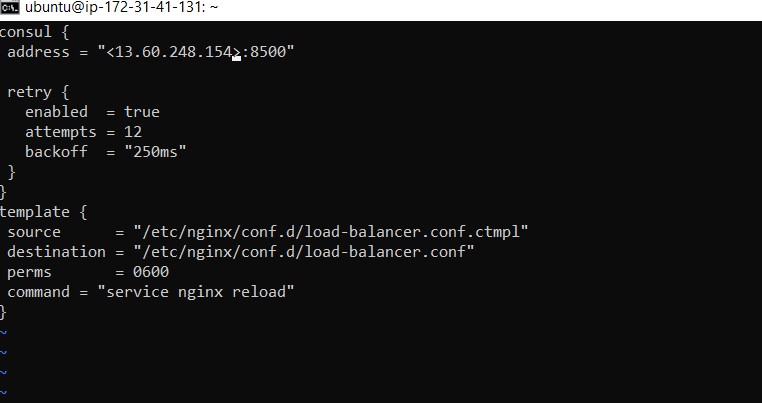 ubuntu@ip-172-31-41-131: ~
consul {
 address = "<13.60.248.154>:8500"

 retry {
   enabled  = true
   attempts = 12
   backoff  = "250ms"
 }
}
template {
 source      = "/etc/nginx/conf.d/load-balancer.conf.ctmpl"
 destination = "/etc/nginx/conf.d/load-balancer.conf"
 perms       = 0600
 command = "service nginx reload"
}
~
~
~
~